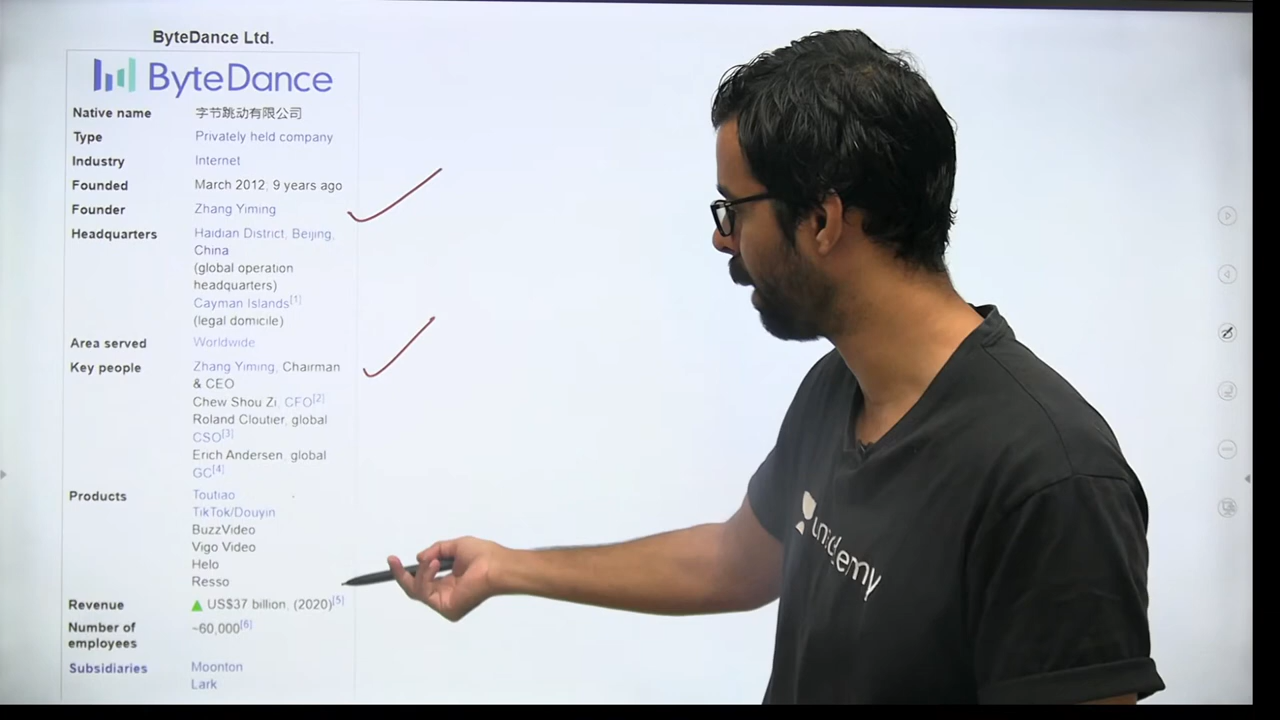 ByteDance Ltd.
ByteDance
Native name 字节跳动有限公司
Type Privately held company
Industry Internet
Founded March 2012; 9 years ago
Founder Zhang Yiming
Headquarters Haidian District, Beijing,
China
(global operation
headquarters)
Cayman Islands[1]
(legal domicile)
Area served Worldwide
Key people Zhang Yiming, Chairman
& CEO
Chew Shou Zi, CFO[2]
Roland Cloutier, global
CSO[3]
Erich Andersen, global
GC[4]
Products Toutiao
TikTok/Douyin
BuzzVideo
Vigo Video
Helo
Resso
Revenue ▲ US$37 billion, (2020)[5]
Number of ~60,000[6]
employees
Subsidiaries Moonton
Lark
unacademy